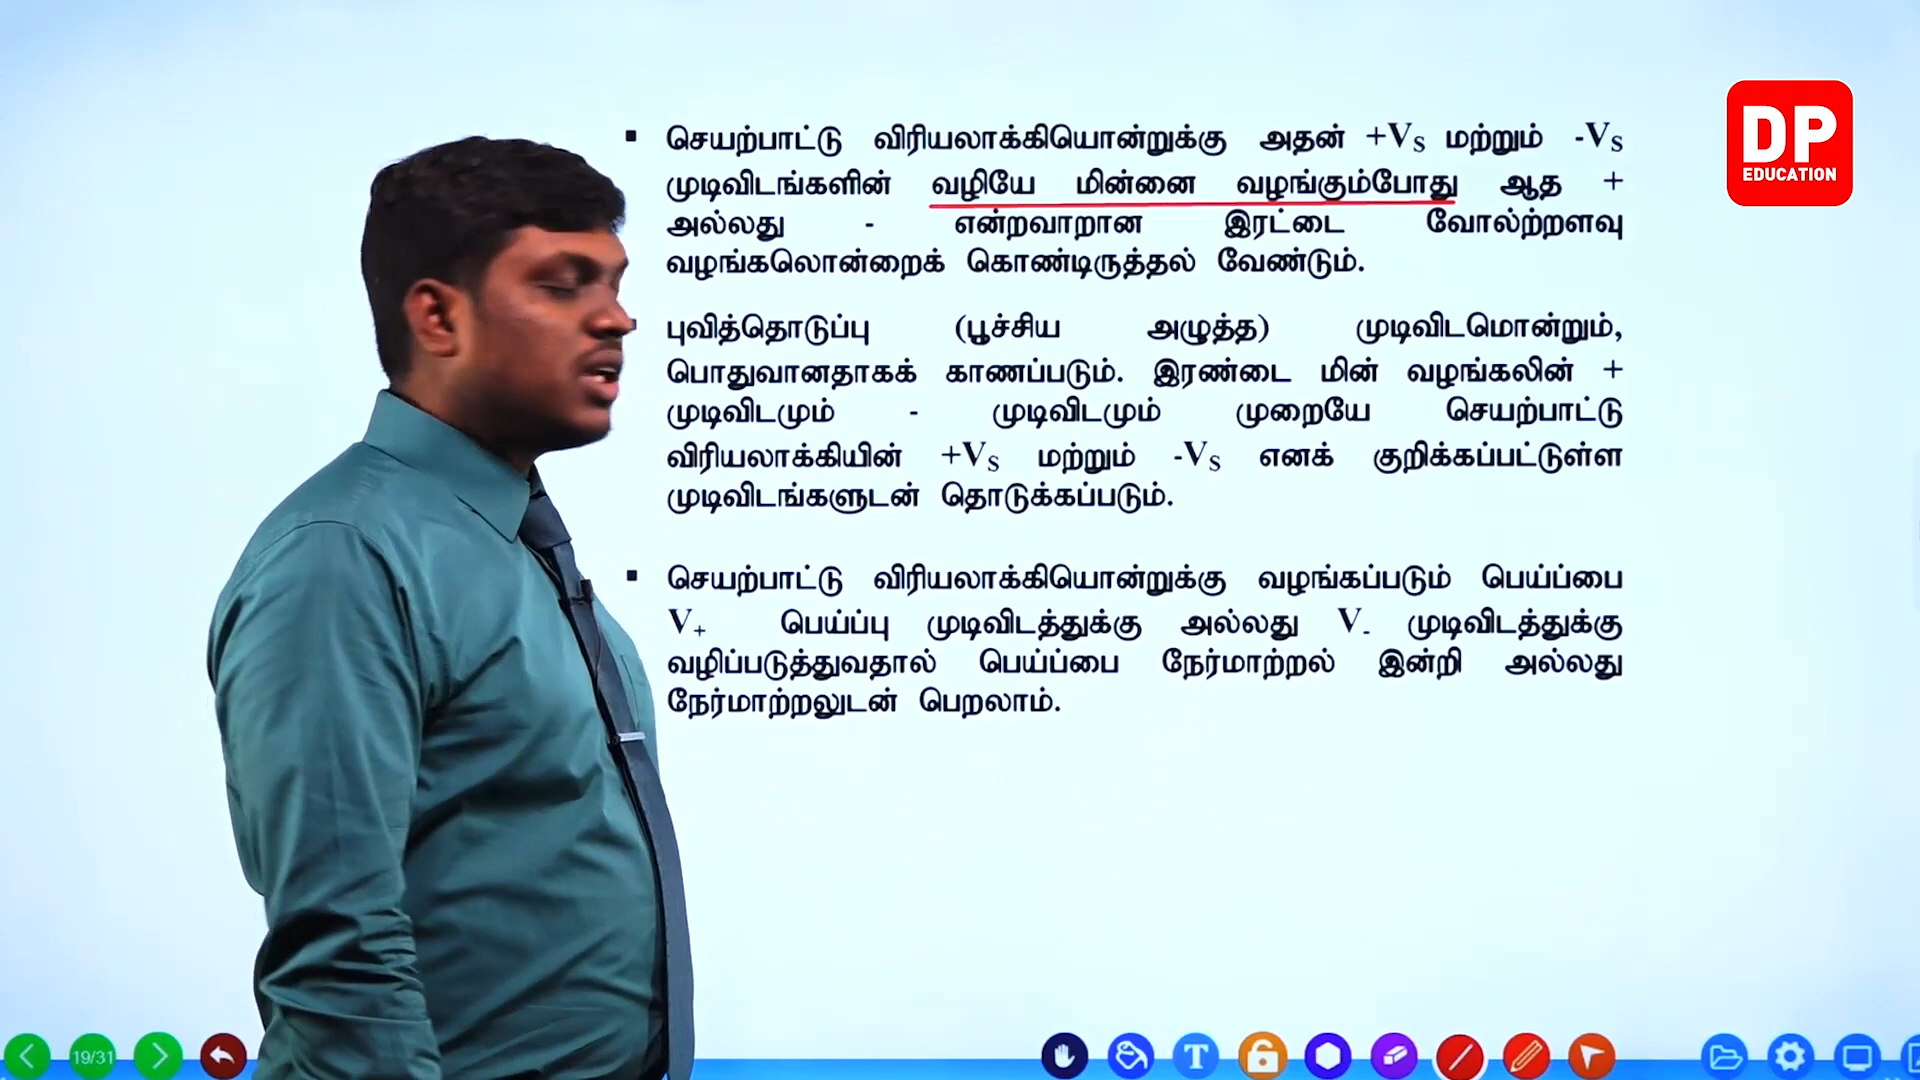 DP
EDUCATION
▪ செயற்பாட்டு விரியலாக்கியொன்றுக்கு அதன் +Vs மற்றும் -Vs
முடிவிடங்களின் வழியே மின்னை வழங்கும்போது ஆத +
அல்லது - என்றவாறான இரட்டை வோல்ற்றளவு
வழங்கலொன்றைக் கொண்டிருத்தல் வேண்டும்.
புவித்தொடுப்பு (பூச்சிய அழுத்த) முடிவிடமொன்றும்,
பொதுவானதாகக் காணப்படும். இரண்டை மின் வழங்கலின் +
முடிவிடமும் - முடிவிடமும் முறையே செயற்பாட்டு
விரியலாக்கியின் +Vs மற்றும் -Vs எனக் குறிக்கப்பட்டுள்ள
முடிவிடங்களுடன் தொடுக்கப்படும்.
▪ செயற்பாட்டு விரியலாக்கியொன்றுக்கு வழங்கப்படும் பெய்ப்பை
V+ பெய்ப்பு முடிவிடத்துக்கு அல்லது V- முடிவிடத்துக்கு
வழிப்படுத்துவதால் பெய்ப்பை நேர்மாற்றல் இன்றி அல்லது
நேர்மாற்றலுடன் பெறலாம்.
19/31
T